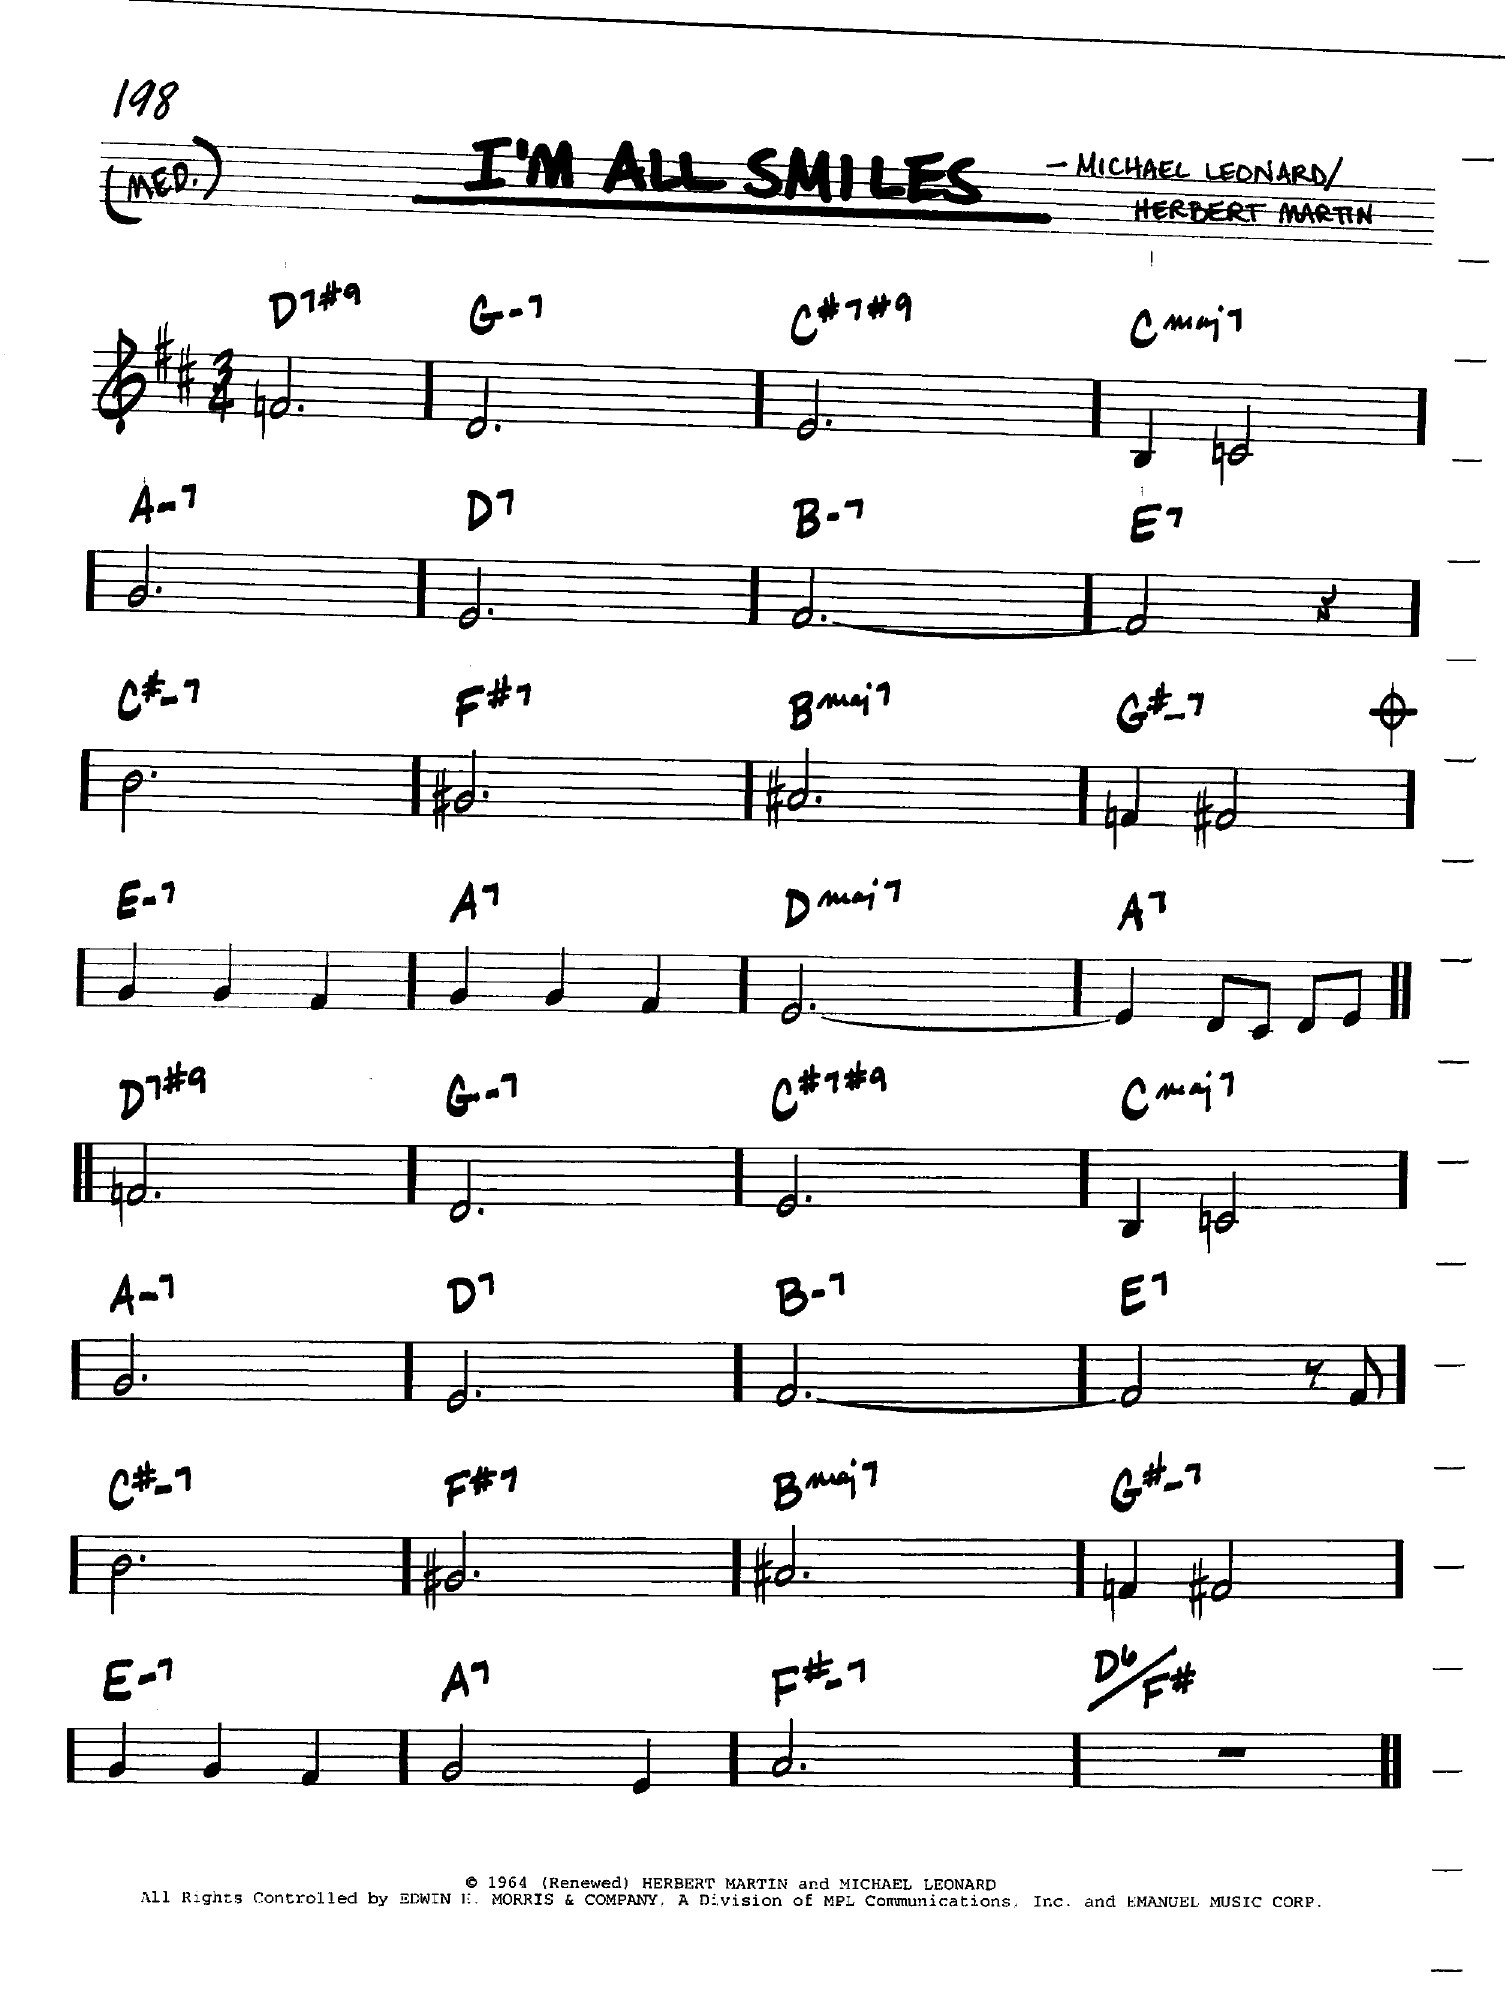 198
(MED.)
I'M ALL SMILES
- MICHAEL LEONARD/
HERBERT MARTIN
D7#9 G-7 C#7#9 Cmaj7
3
4
A-7 D7 B-7 E7
C#-7 F#7 Bmaj7 G#-7
E-7 A7 Dmaj7 A7
D7#9 G-7 C#7#9 Cmaj7
A-7 D7 B-7 E7
C#-7 F#7 Bmaj7 G#-7
E-7 A7 F#-7 D6/F#
© 1964 (Renewed) HERBERT MARTIN and MICHAEL LEONARD
All Rights Controlled by EDWIN H. MORRIS & COMPANY, A Division of MPL Communications, Inc. and EMANUEL MUSIC CORP.